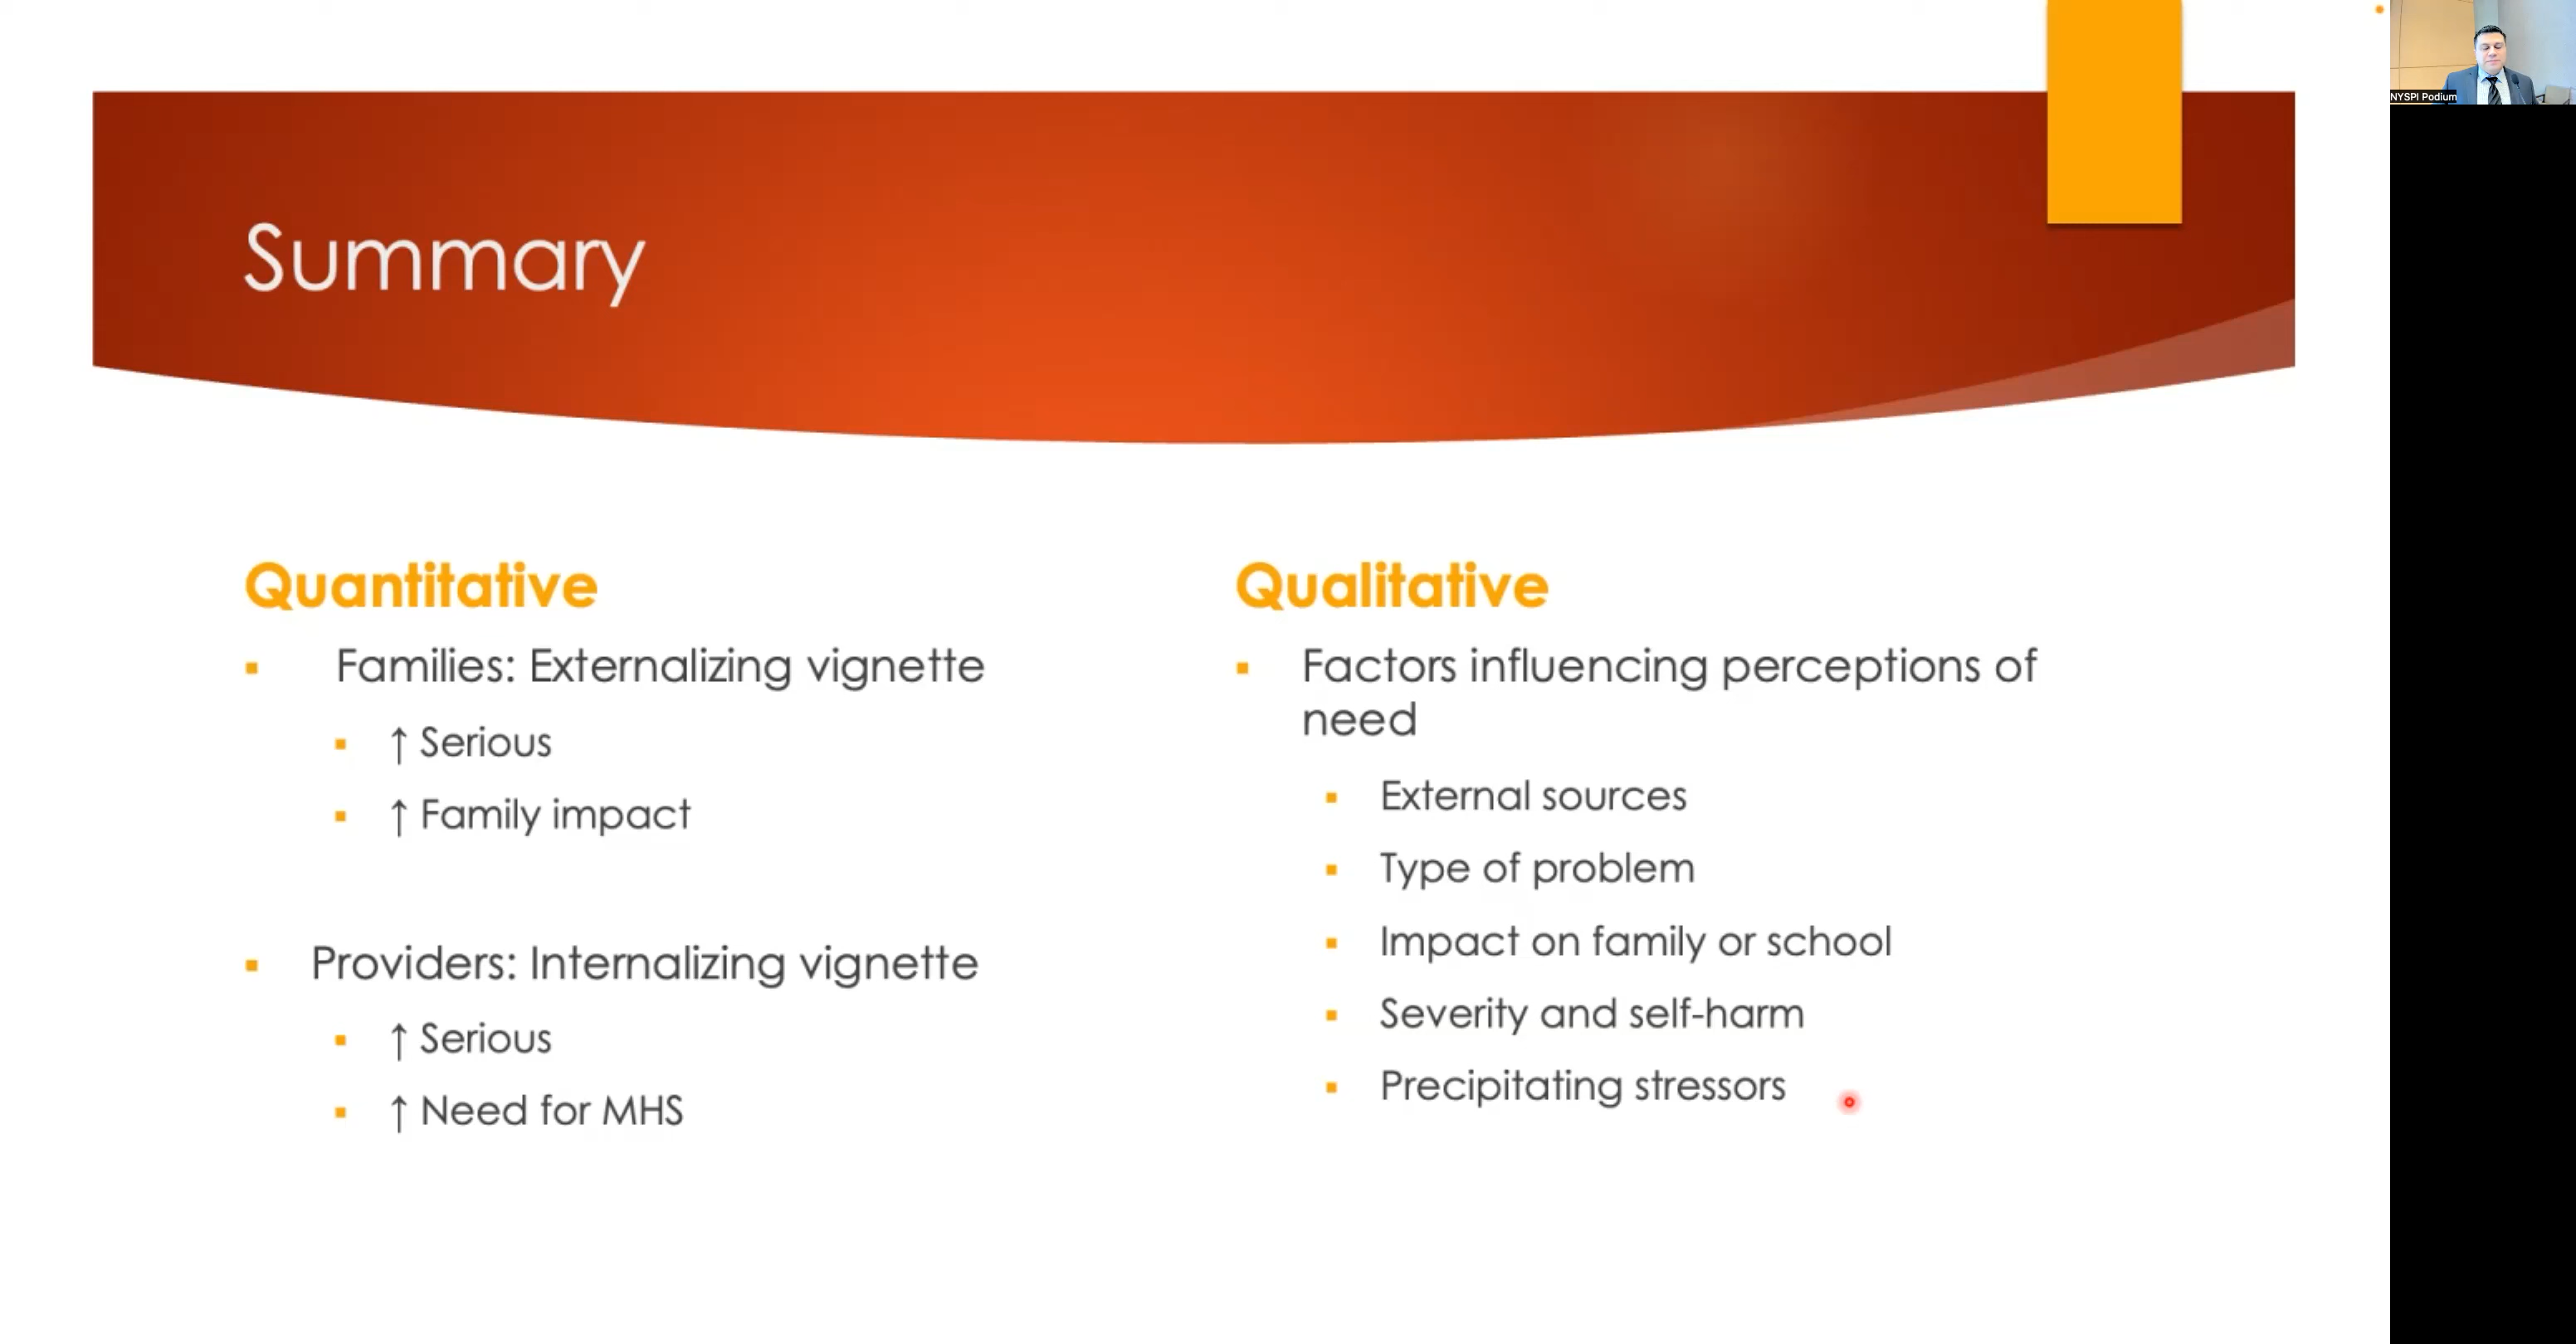 NYSPI Podium
Summary
Quantitative
▪ Families: Externalizing vignette
▪ ↑ Serious
▪ ↑ Family impact
▪ Providers: Internalizing vignette
▪ ↑ Serious
▪ ↑ Need for MHS
Qualitative
▪ Factors influencing perceptions of
need
▪ External sources
▪ Type of problem
▪ Impact on family or school
▪ Severity and self-harm
▪ Precipitating stressors